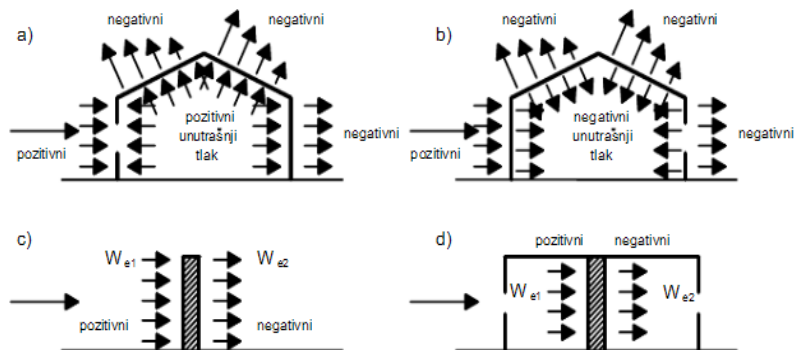 a)
negativni
negativni
pozitivni
unutrašnji
tlak
pozitivni
negativni
b)
negativni
negativni
negativni
unutrašnji
tlak
pozitivni
negativni
c)
We1
We2
pozitivni
negativni
d)
pozitivni
negativni
We1
We2